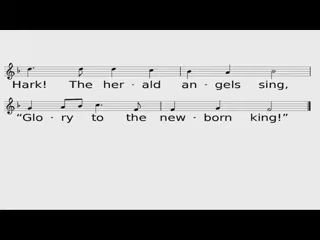 Hark! The her - ald an - gels sing,
“Glo - ry to the new - born king!”